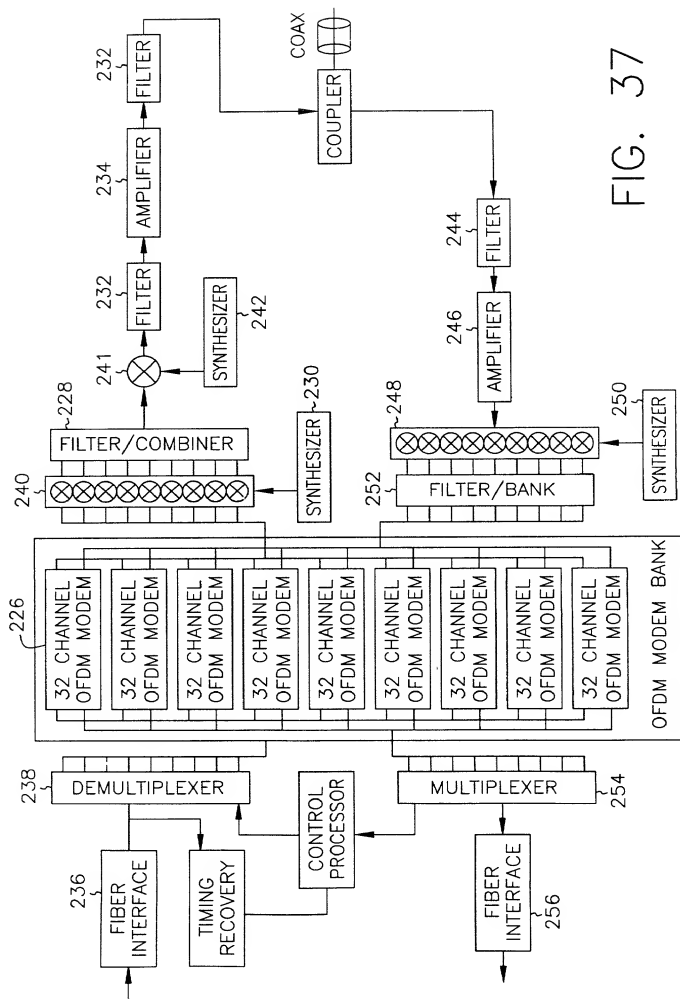 236
FIBER
INTERFACE
TIMING
RECOVERY
238
DEMULTIPLEXER
CONTROL
PROCESSOR
MULTIPLEXER
254
FIBER
INTERFACE
256
226
32 CHANNEL
OFDM MODEM
32 CHANNEL
OFDM MODEM
32 CHANNEL
OFDM MODEM
32 CHANNEL
OFDM MODEM
32 CHANNEL
OFDM MODEM
32 CHANNEL
OFDM MODEM
32 CHANNEL
OFDM MODEM
32 CHANNEL
OFDM MODEM
32 CHANNEL
OFDM MODEM
OFDM MODEM BANK
240
228
FILTER/COMBINER
230
SYNTHESIZER
241
SYNTHESIZER
242
232
FILTER
234
AMPLIFIER
232
FILTER
COAX
COUPLER
244
FILTER
246
AMPLIFIER
248
250
SYNTHESIZER
252
FILTER/BANK
FIG. 37